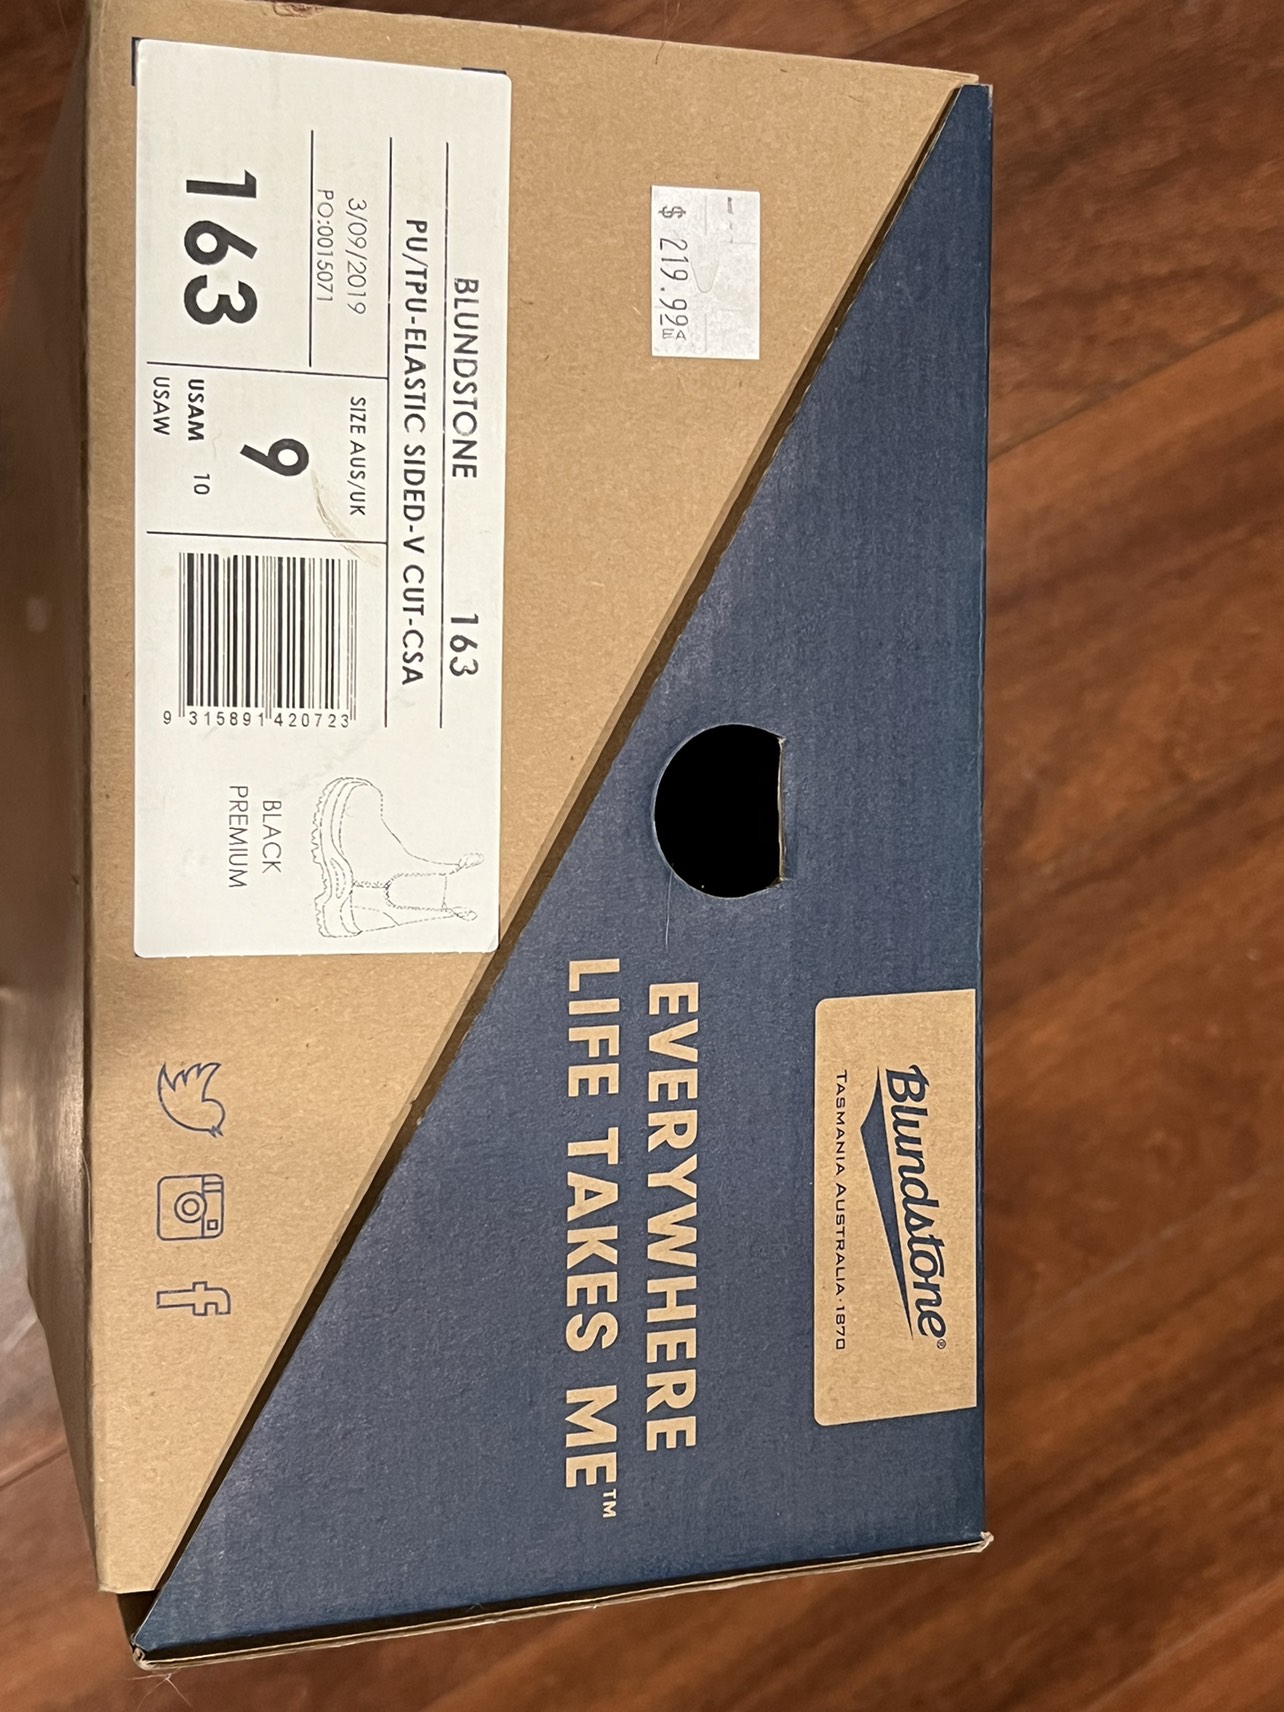 BLUNDSTONE 163
PU/TPU-ELASTIC SIDED-V CUT-CSA
3/09/2019
PO:0015071
163
SIZE AUS/UK
9
USAM 10
USAW
9 315891 420723
BLACK
PREMIUM
$ 219.99
EA
Blundstone®
TASMANIA AUSTRALIA·1870
EVERYWHERE
LIFE TAKES ME™